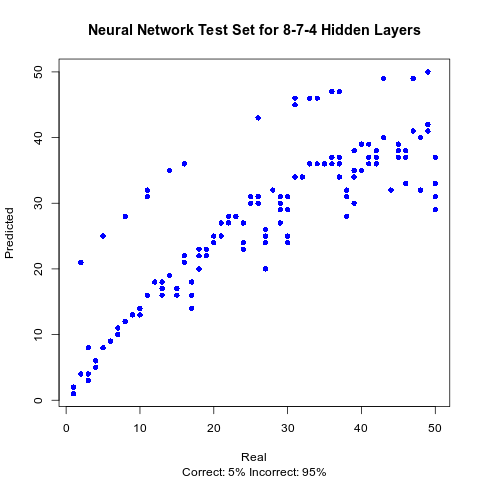 Neural Network Test Set for 8-7-4 Hidden Layers
Predicted
50
40
30
20
10
0
0 10 20 30 40 50
Real
Correct: 5% Incorrect: 95%